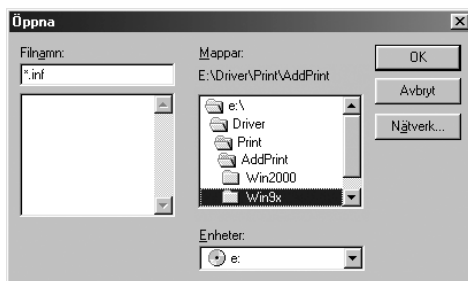 Öppna
Filnamn:
*.inf
Mappar:
E:\Driver\Print\AddPrint
e:\
Driver
Print
AddPrint
Win2000
Win9x
Enheter:
e:
OK
Avbryt
Nätverk...